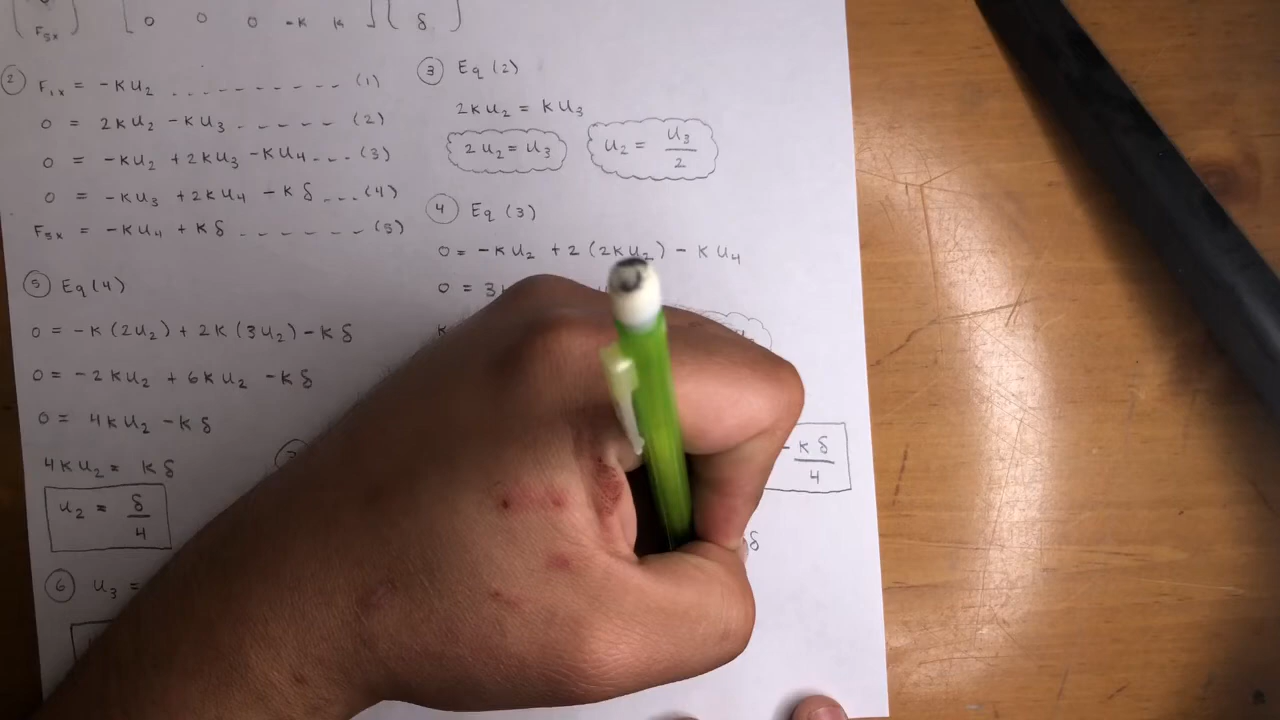 F5x 0 0 0 -K K δ
② F1x = -KU2 .......... (1)
0 = 2KU2 - KU3 ------ (2)
0 = -KU2 + 2KU3 - KU4 --- (3)
0 = -KU3 + 2KU4 - Kδ --- (4)
F5x = -KU4 + Kδ ------- (5)
③ Eq (2)
2KU2 = KU3
2U2 = U3 U2 = U3/2
④ Eq (3)
0 = -KU2 + 2(2KU2) - KU4
0 = 3
⑤ Eq (4)
0 = -K(2U2) + 2K(3U2) - Kδ
0 = -2KU2 + 6KU2 - Kδ
0 = 4KU2 - Kδ
4KU2 = Kδ
U2 = δ/4
⑥ U3 =
-Kδ/4
δ